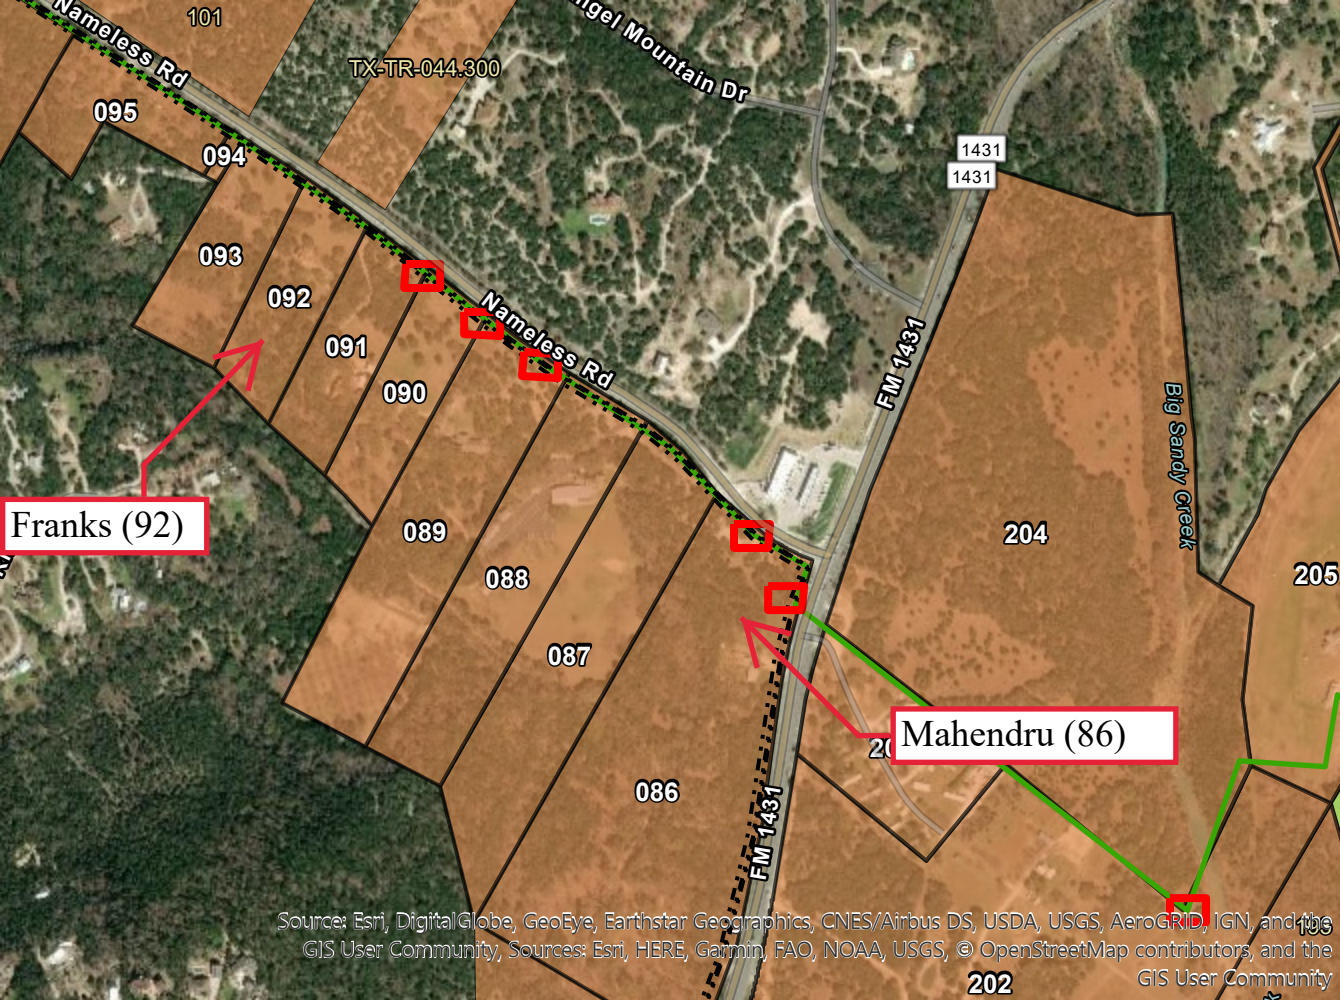 101
Nameless Rd
TX-TR-044.300
ngel Mountain Dr
095
094
1431
1431
093
092
091
090
Nameless Rd
FM 1431
Big Sandy Creek
Franks (92)
089
204
205
088
087
Mahendru (86)
20
086
FM 1431
Source: Esri, DigitalGlobe, GeoEye, Earthstar Geographics, CNES/Airbus DS, USDA, USGS, AeroGRID, IGN, and the
GIS User Community, Sources: Esri, HERE, Garmin, FAO, NOAA, USGS, © OpenStreetMap contributors, and the
GIS User Community
202